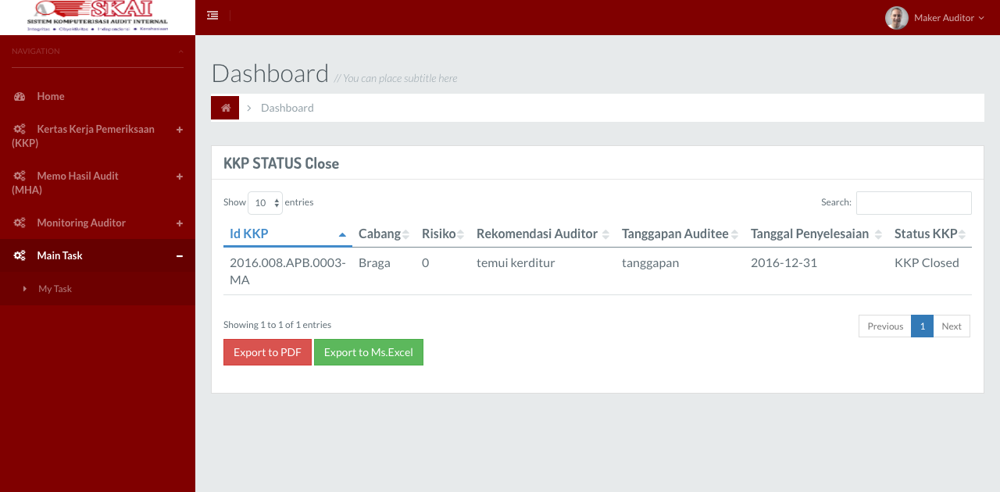 SKAI
SISTEM KOMPUTERISASI AUDIT INTERNAL
Integritas • Obyektivitas • Independensi • Kerahasiaan
Maker Auditor
NAVIGATION
Home
Kertas Kerja Pemeriksaan
(KKP)
Memo Hasil Audit
(MHA)
Monitoring Auditor
Main Task
My Task
Dashboard // You can place subtitle here
Dashboard
KKP STATUS Close
Show 10 entries Search:
Id KKP Cabang Risiko Rekomendasi Auditor Tanggapan Auditee Tanggal Penyelesaian Status KKP
2016.008.APB.0003- Braga 0 temui kerditur tanggapan 2016-12-31 KKP Closed
MA
Showing 1 to 1 of 1 entries Previous 1 Next
Export to PDF Export to Ms.Excel